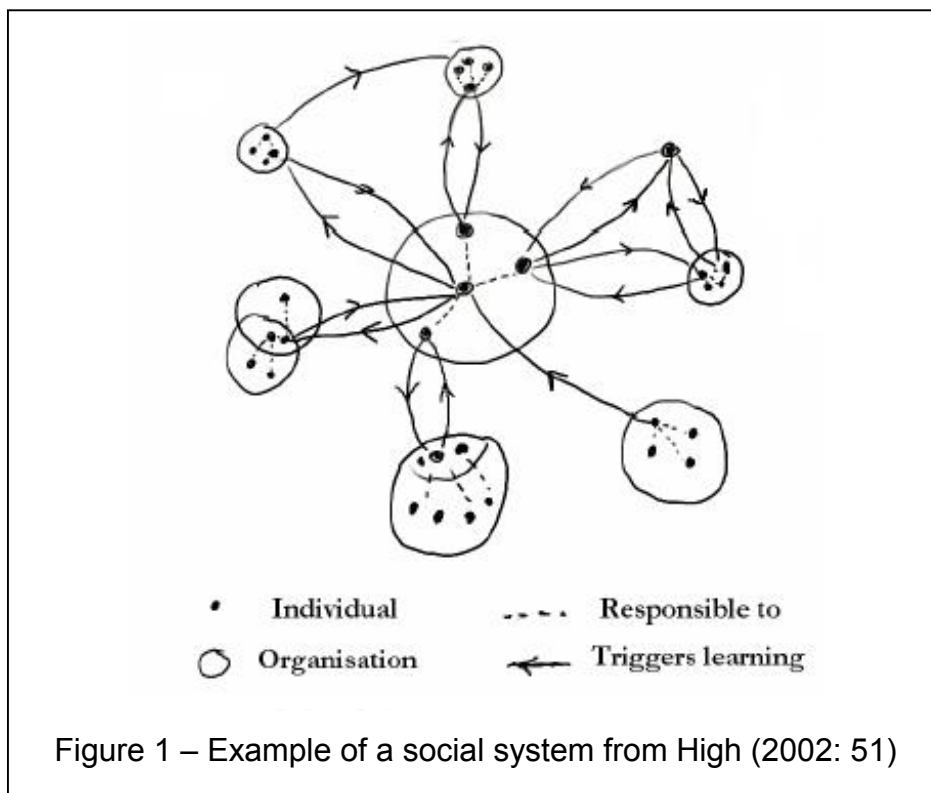 Individual
Responsible to
Organisation
Triggers learning
Figure 1 – Example of a social system from High (2002: 51)